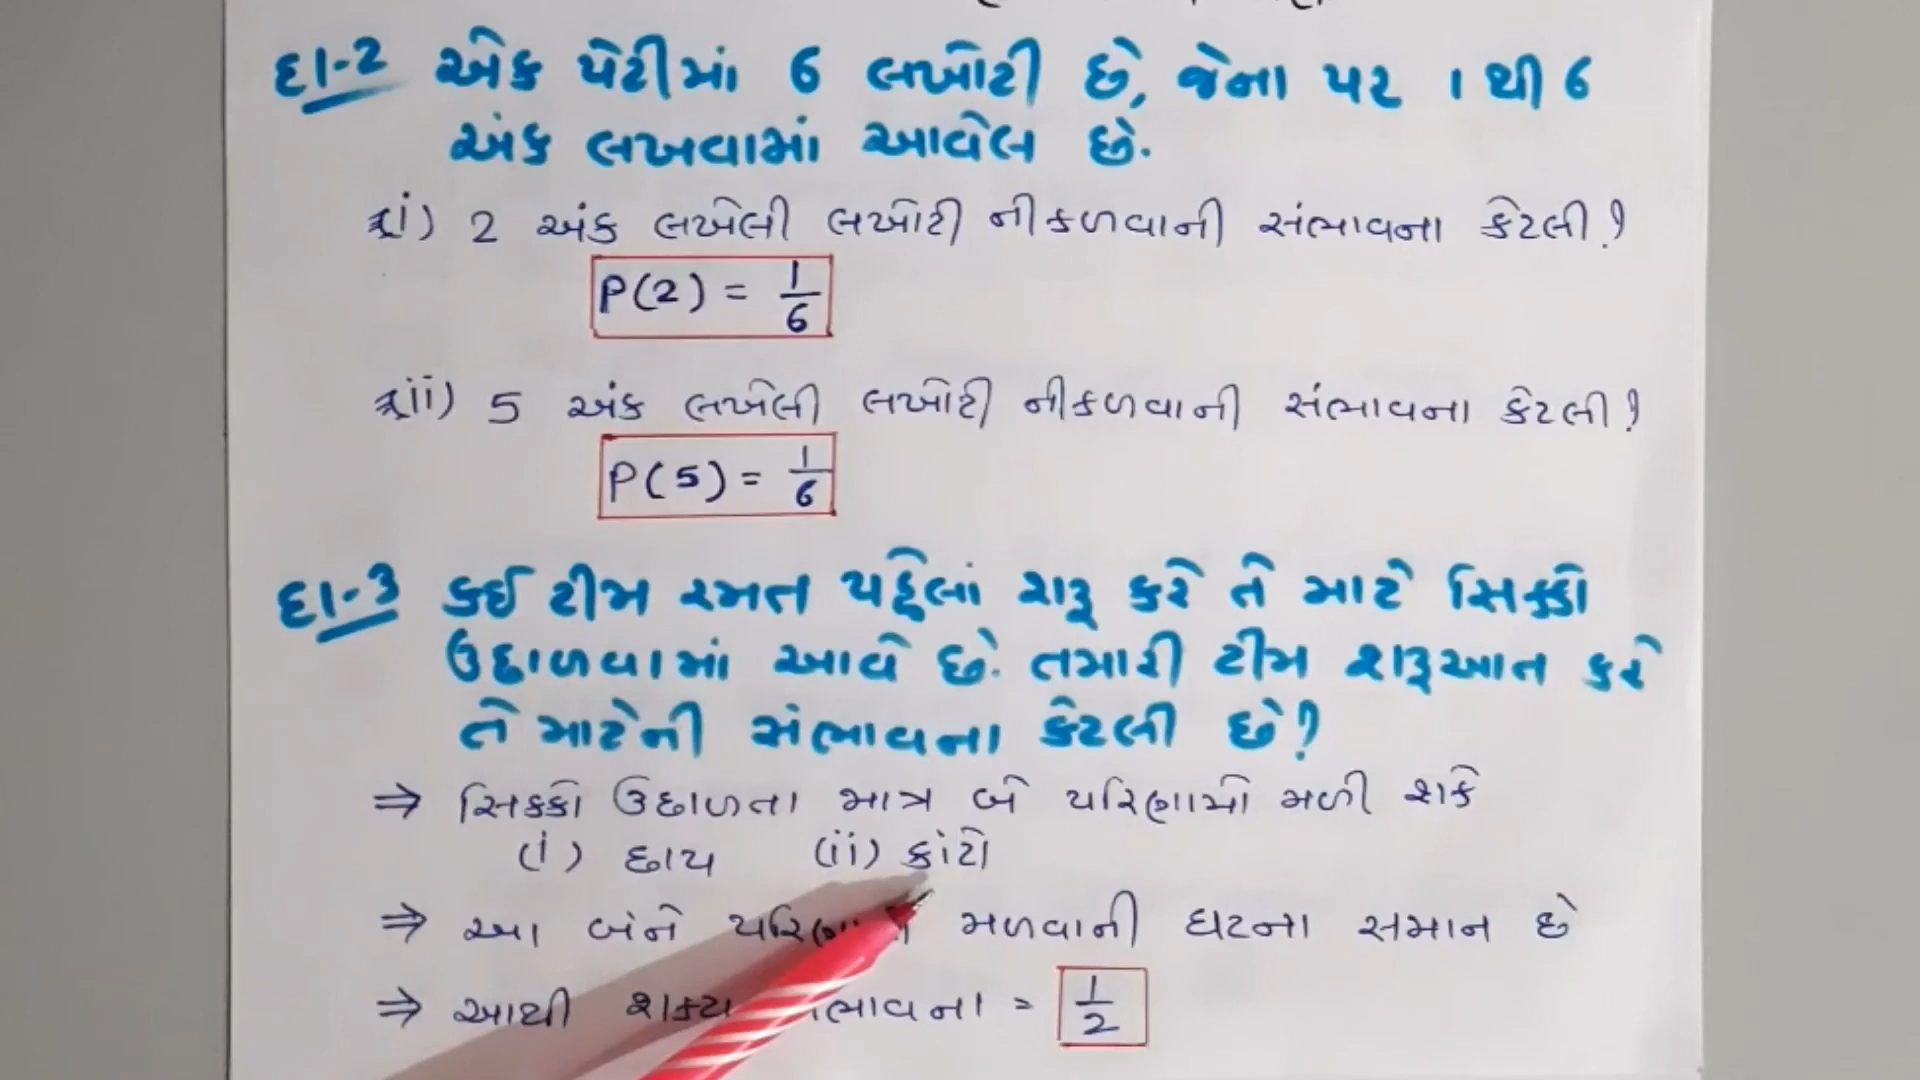 દા-2 એક પેટીમાં 6 લખોટી છે, જેના પર 1 થી 6
અંક લખવામાં આવેલ છે.
(i) 2 અંક લખેલી લખોટી નીકળવાની સંભાવના કેટલી?
P(2) = 1/6
(ii) 5 અંક લખેલી લખોટી નીકળવાની સંભાવના કેટલી?
P(5) = 1/6
દા-3 કઈ ટીમ રમત પહેલાં શરૂ કરે તે માટે સિક્કો
ઉછાળવામાં આવે છે. તમારી ટીમ શરૂઆત કરે
તે માટેની સંભાવના કેટલી છે?
⇒ સિક્કો ઉછાળતા માત્ર બે પરિણામો મળી શકે
(i) છાપ (ii) કાંટો
⇒ આ બંને મળવાની ઘટના સમાન છે
⇒ આથી શક્ય = 1/2